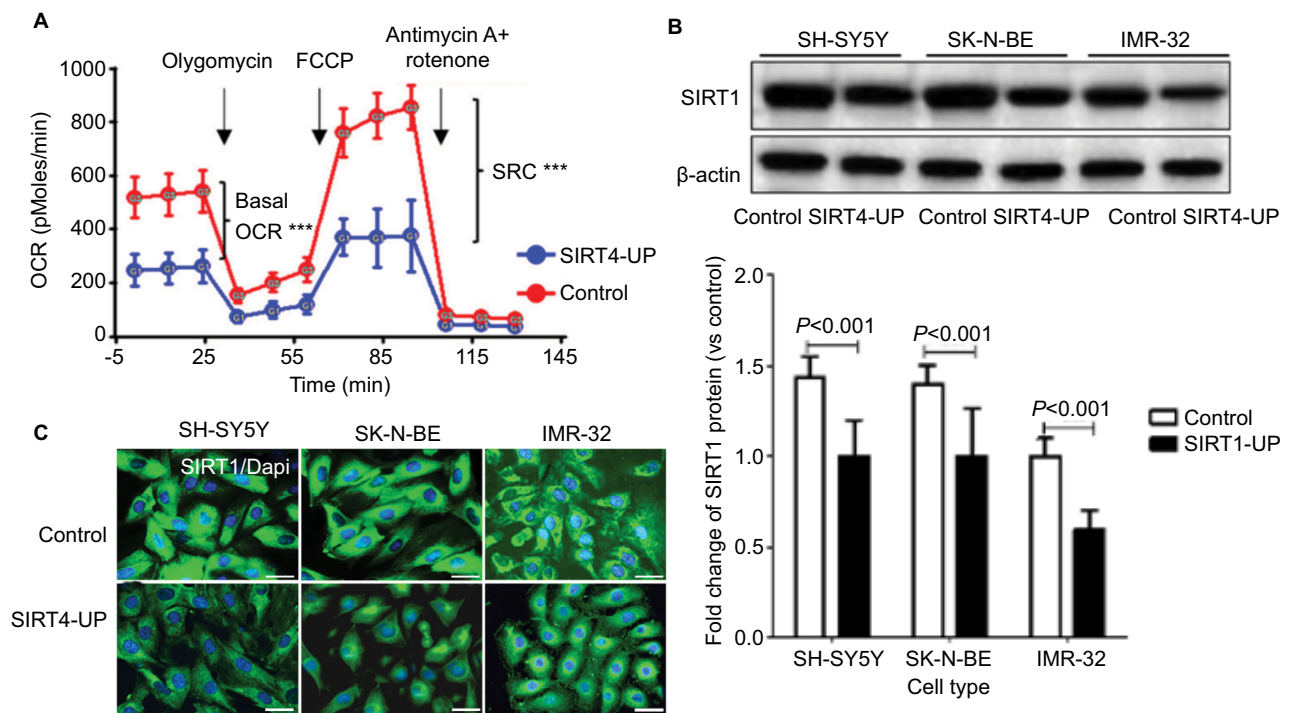 A
Olygomycin
FCCP
Antimycin A+
rotenone
1000
800
600
400
200
0
OCR (pMoles/min)
Basal
OCR ***
SRC ***
SIRT4-UP
Control
-5
25
55
85
115
145
Time (min)
B
SH-SY5Y
SK-N-BE
IMR-32
SIRT1
β-actin
Control SIRT4-UP
Control SIRT4-UP
Control SIRT4-UP
2.0
1.5
1.0
0.5
0.0
Fold change of SIRT1 protein (vs control)
P<0.001
P<0.001
P<0.001
Control
SIRT1-UP
SH-SY5Y
SK-N-BE
IMR-32
Cell type
C
SH-SY5Y
SK-N-BE
IMR-32
SIRT1/Dapi
Control
SIRT4-UP